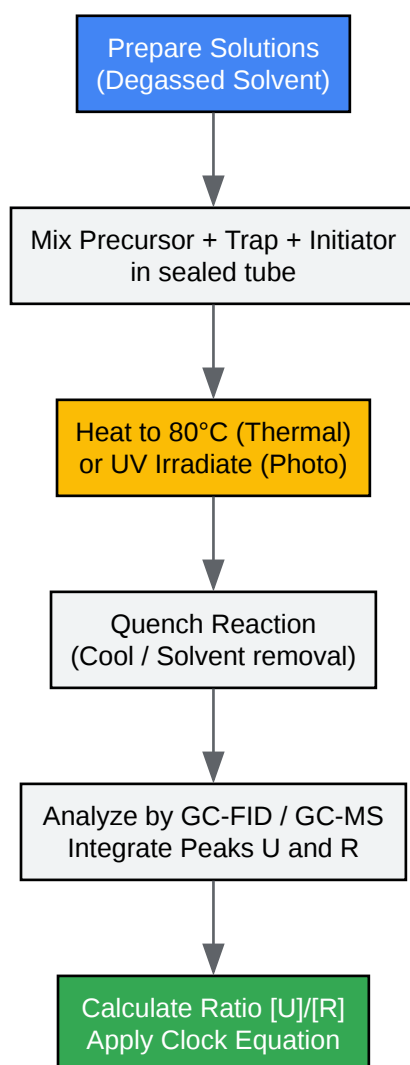 Prepare Solutions
(Degassed Solvent)
Mix Precursor + Trap + Initiator
in sealed tube
Heat to 80°C (Thermal)
or UV Irradiate (Photo)
Quench Reaction
(Cool / Solvent removal)
Analyze by GC-FID / GC-MS
Integrate Peaks U and R
Calculate Ratio [U]/[R]
Apply Clock Equation